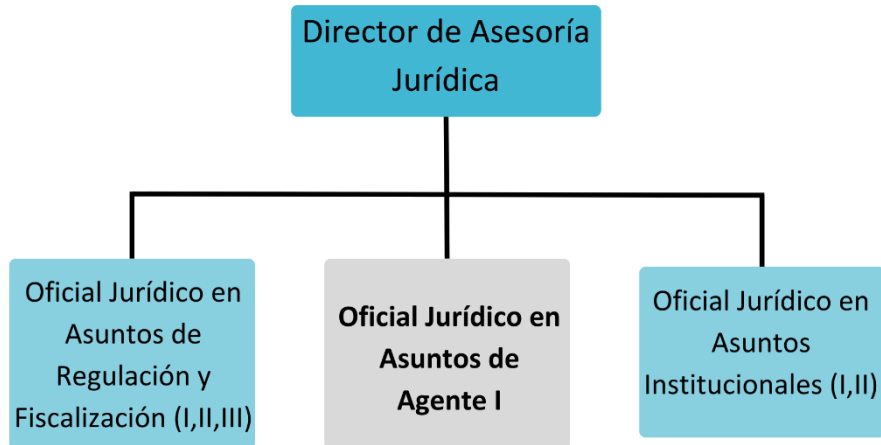 Director de Asesoría
Jurídica
Oficial Jurídico en
Asuntos de
Regulación y
Fiscalización (I,II,III)
Oficial Jurídico en
Asuntos de
Agente I
Oficial Jurídico en
Asuntos
Institucionales (I,II)